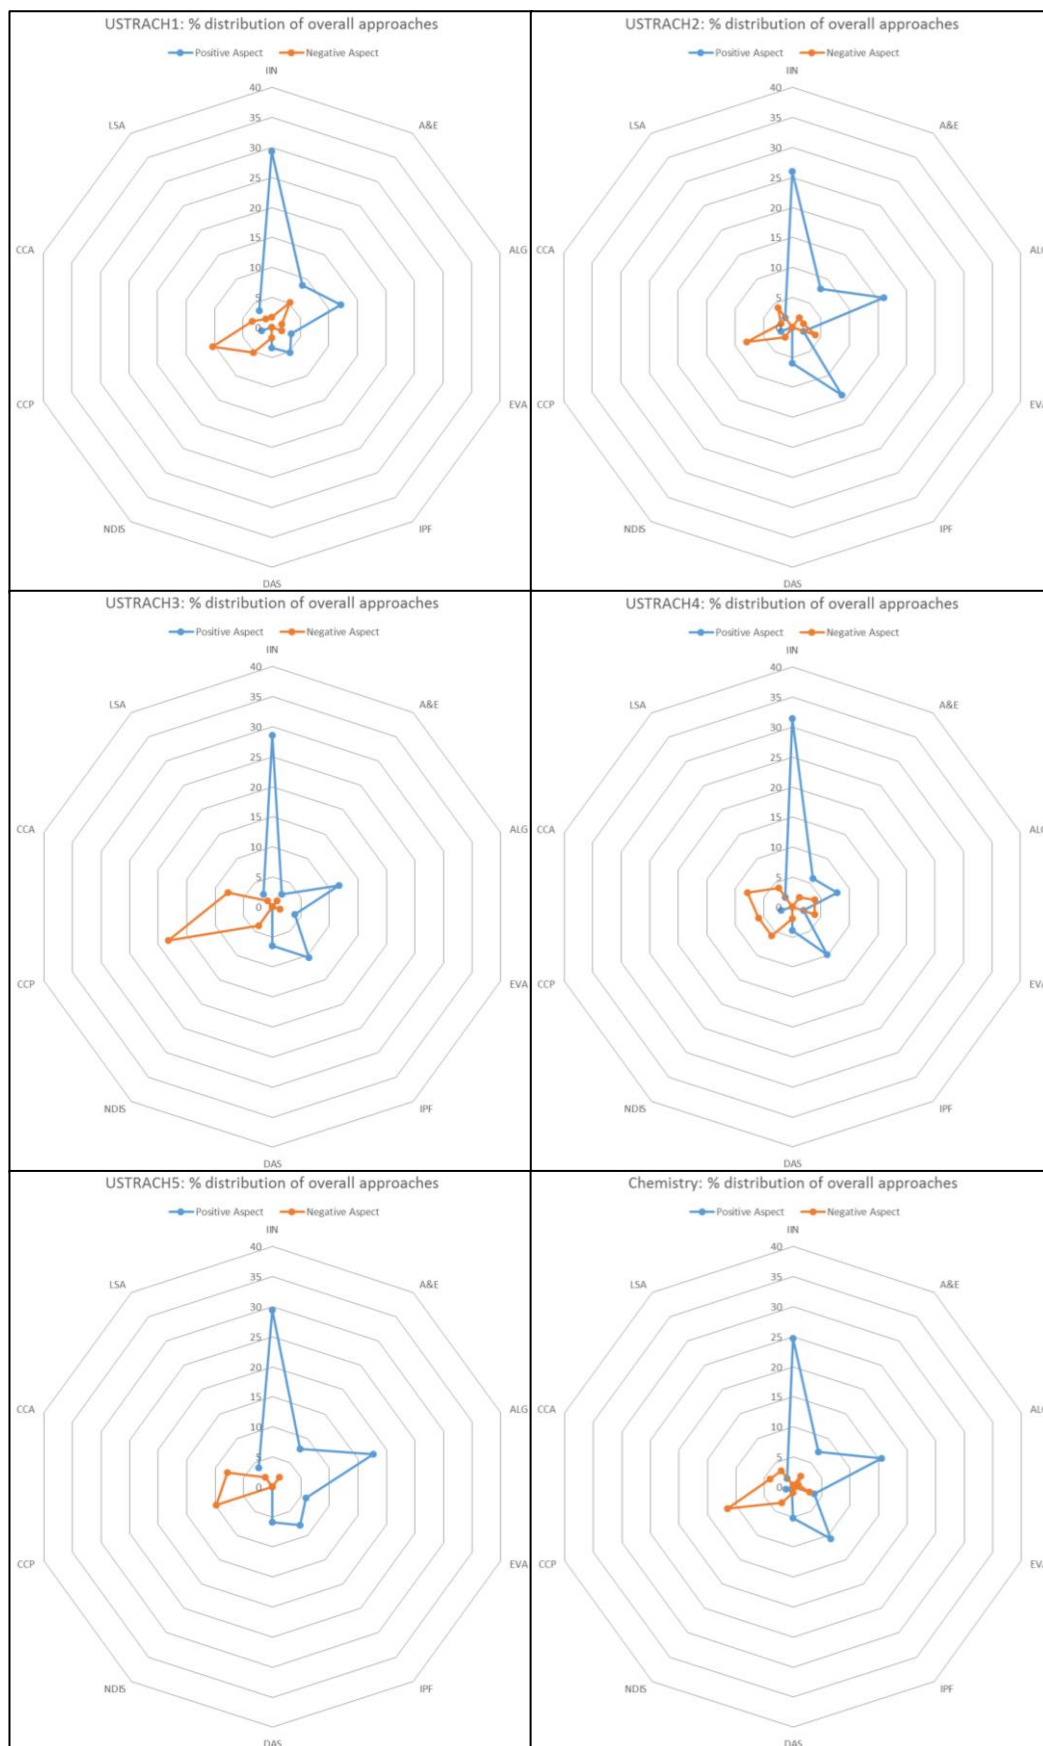 USTRACH1: % distribution of overall approaches
Positive Aspect Negative Aspect
IIN
40
LSA A&E
35
30
25
20
15
CCA ALG
10
5
0
CCP EVA
NDIS IPF
DAS
USTRACH2: % distribution of overall approaches
Positive Aspect Negative Aspect
IIN
40
LSA A&E
35
30
25
20
15
CCA ALG
10
5
0
CCP EVA
NDIS IPF
DAS
USTRACH3: % distribution of overall approaches
Positive Aspect Negative Aspect
IIN
40
LSA A&E
35
30
25
20
15
CCA ALG
10
5
0
CCP EVA
NDIS IPF
DAS
USTRACH4: % distribution of overall approaches
Positive Aspect Negative Aspect
IIN
40
LSA A&E
35
30
25
20
15
CCA ALG
10
5
0
CCP EVA
NDIS IPF
DAS
USTRACH5: % distribution of overall approaches
Positive Aspect Negative Aspect
IIN
40
LSA A&E
35
30
25
20
15
CCA ALG
10
5
0
CCP EVA
NDIS IPF
DAS
Chemistry: % distribution of overall approaches
Positive Aspect Negative Aspect
IIN
40
LSA A&E
35
30
25
20
15
CCA ALG
10
5
0
CCP EVA
NDIS IPF
DAS